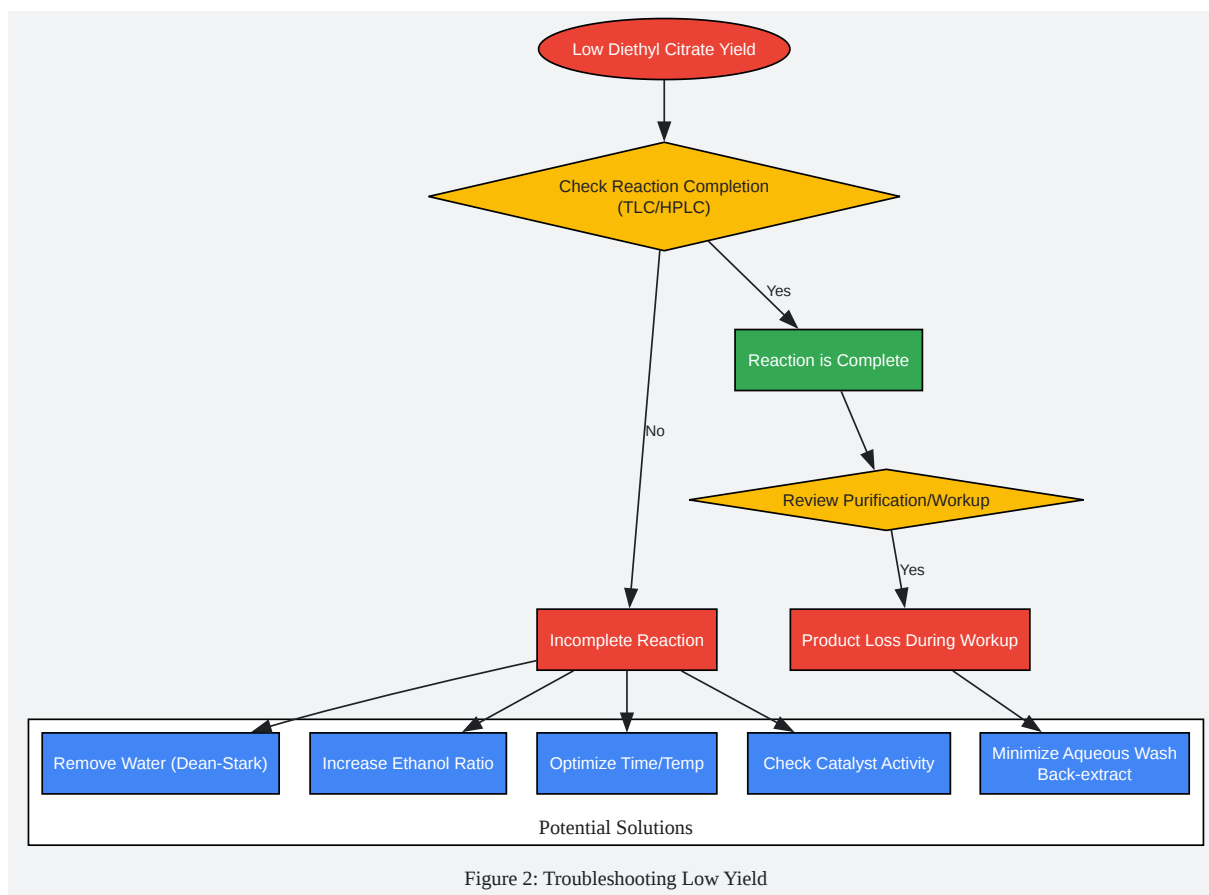 Low Diethyl Citrate Yield
Check Reaction Completion
(TLC/HPLC)
Yes
Reaction is Complete
No
Review Purification/Workup
Yes
Incomplete Reaction
Product Loss During Workup
Remove Water (Dean-Stark)
Increase Ethanol Ratio
Optimize Time/Temp
Check Catalyst Activity
Minimize Aqueous Wash
Back-extract
Potential Solutions
Figure 2: Troubleshooting Low Yield